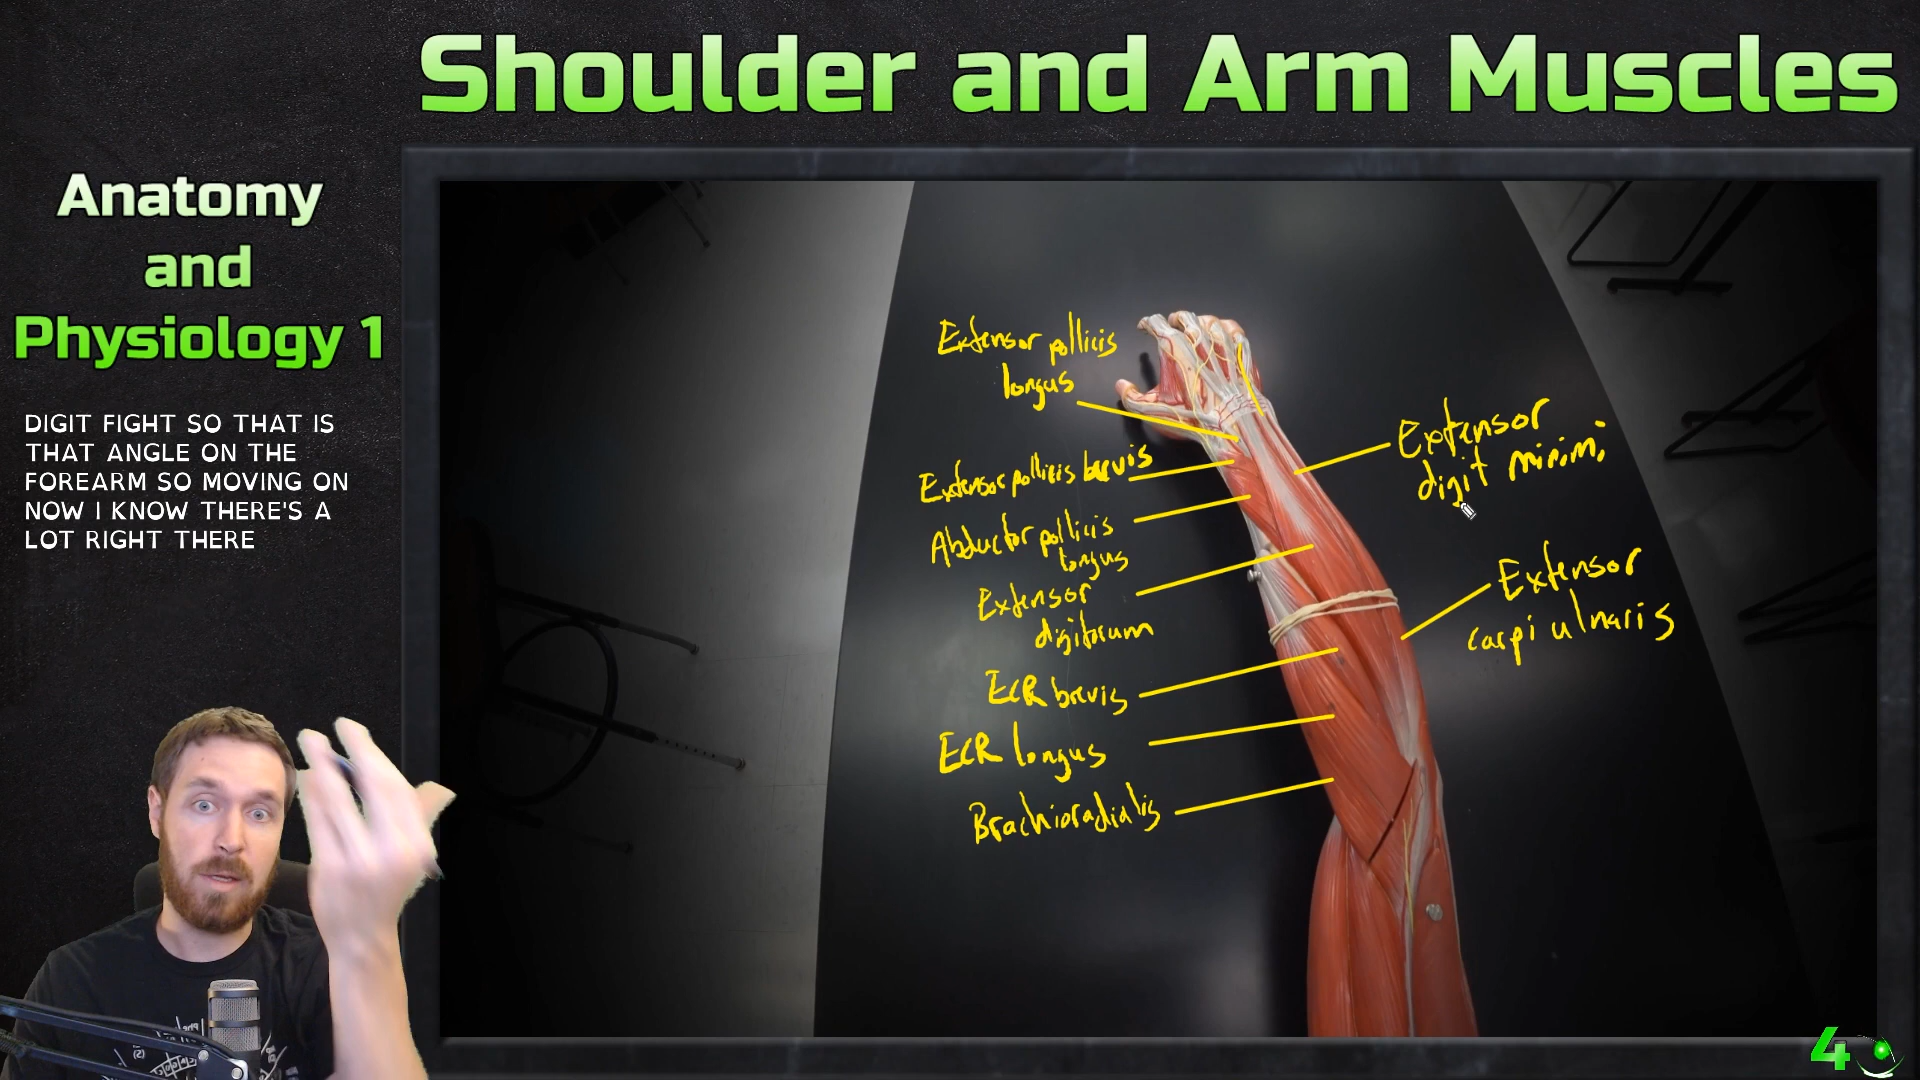 Shoulder and Arm Muscles
Anatomy
and
Physiology 1
DIGIT FIGHT SO THAT IS
THAT ANGLE ON THE
FOREARM SO MOVING ON
NOW I KNOW THERE'S A
LOT RIGHT THERE
Extensor pollicis
longus
Extensor pollicis brevis
Abductor pollicis
longus
Extensor
digitorum
ECR brevis
ECR longus
Brachioradialis
Extensor
digit minimi
Extensor
carpi ulnaris
4